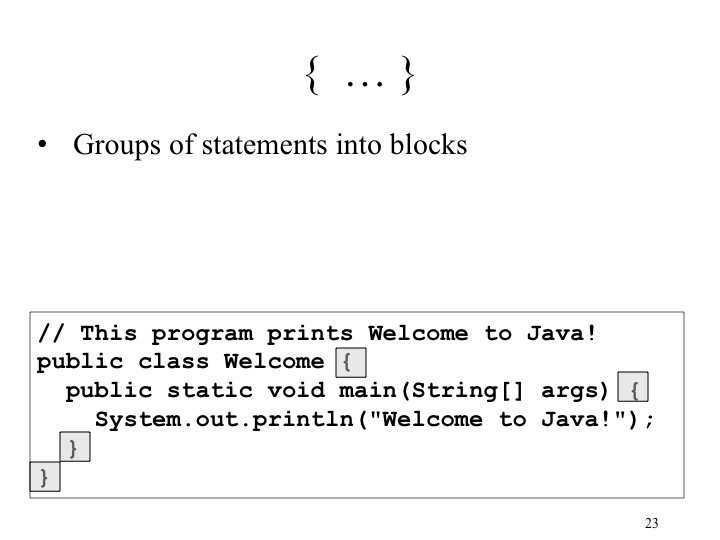 { … }
• Groups of statements into blocks
// This program prints Welcome to Java!
public class Welcome {
  public static void main(String[] args) {
    System.out.println("Welcome to Java!");
  }
}
23